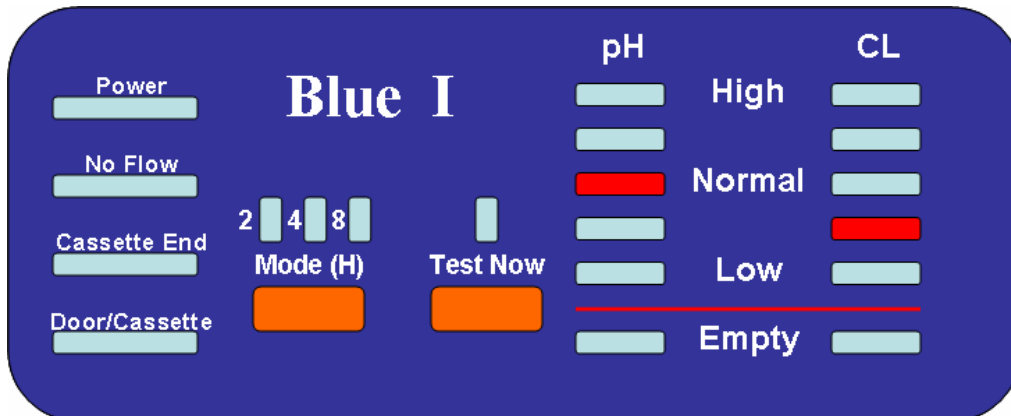 Power
No Flow
Cassette End
Door/Cassette
Blue I
2 4 8
Mode (H)
Test Now
pH CL
High
Normal
Low
Empty